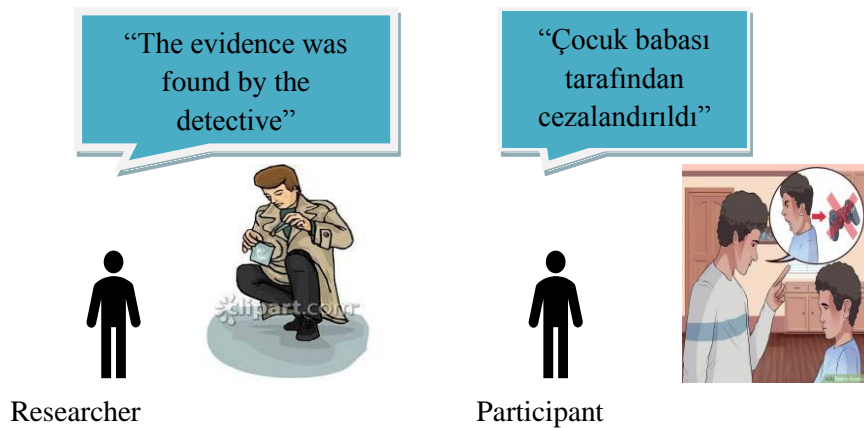 “The evidence was
found by the
detective”
“Çocuk babası
tarafından
cezalandırıldı”
clipart.com
Researcher
Participant